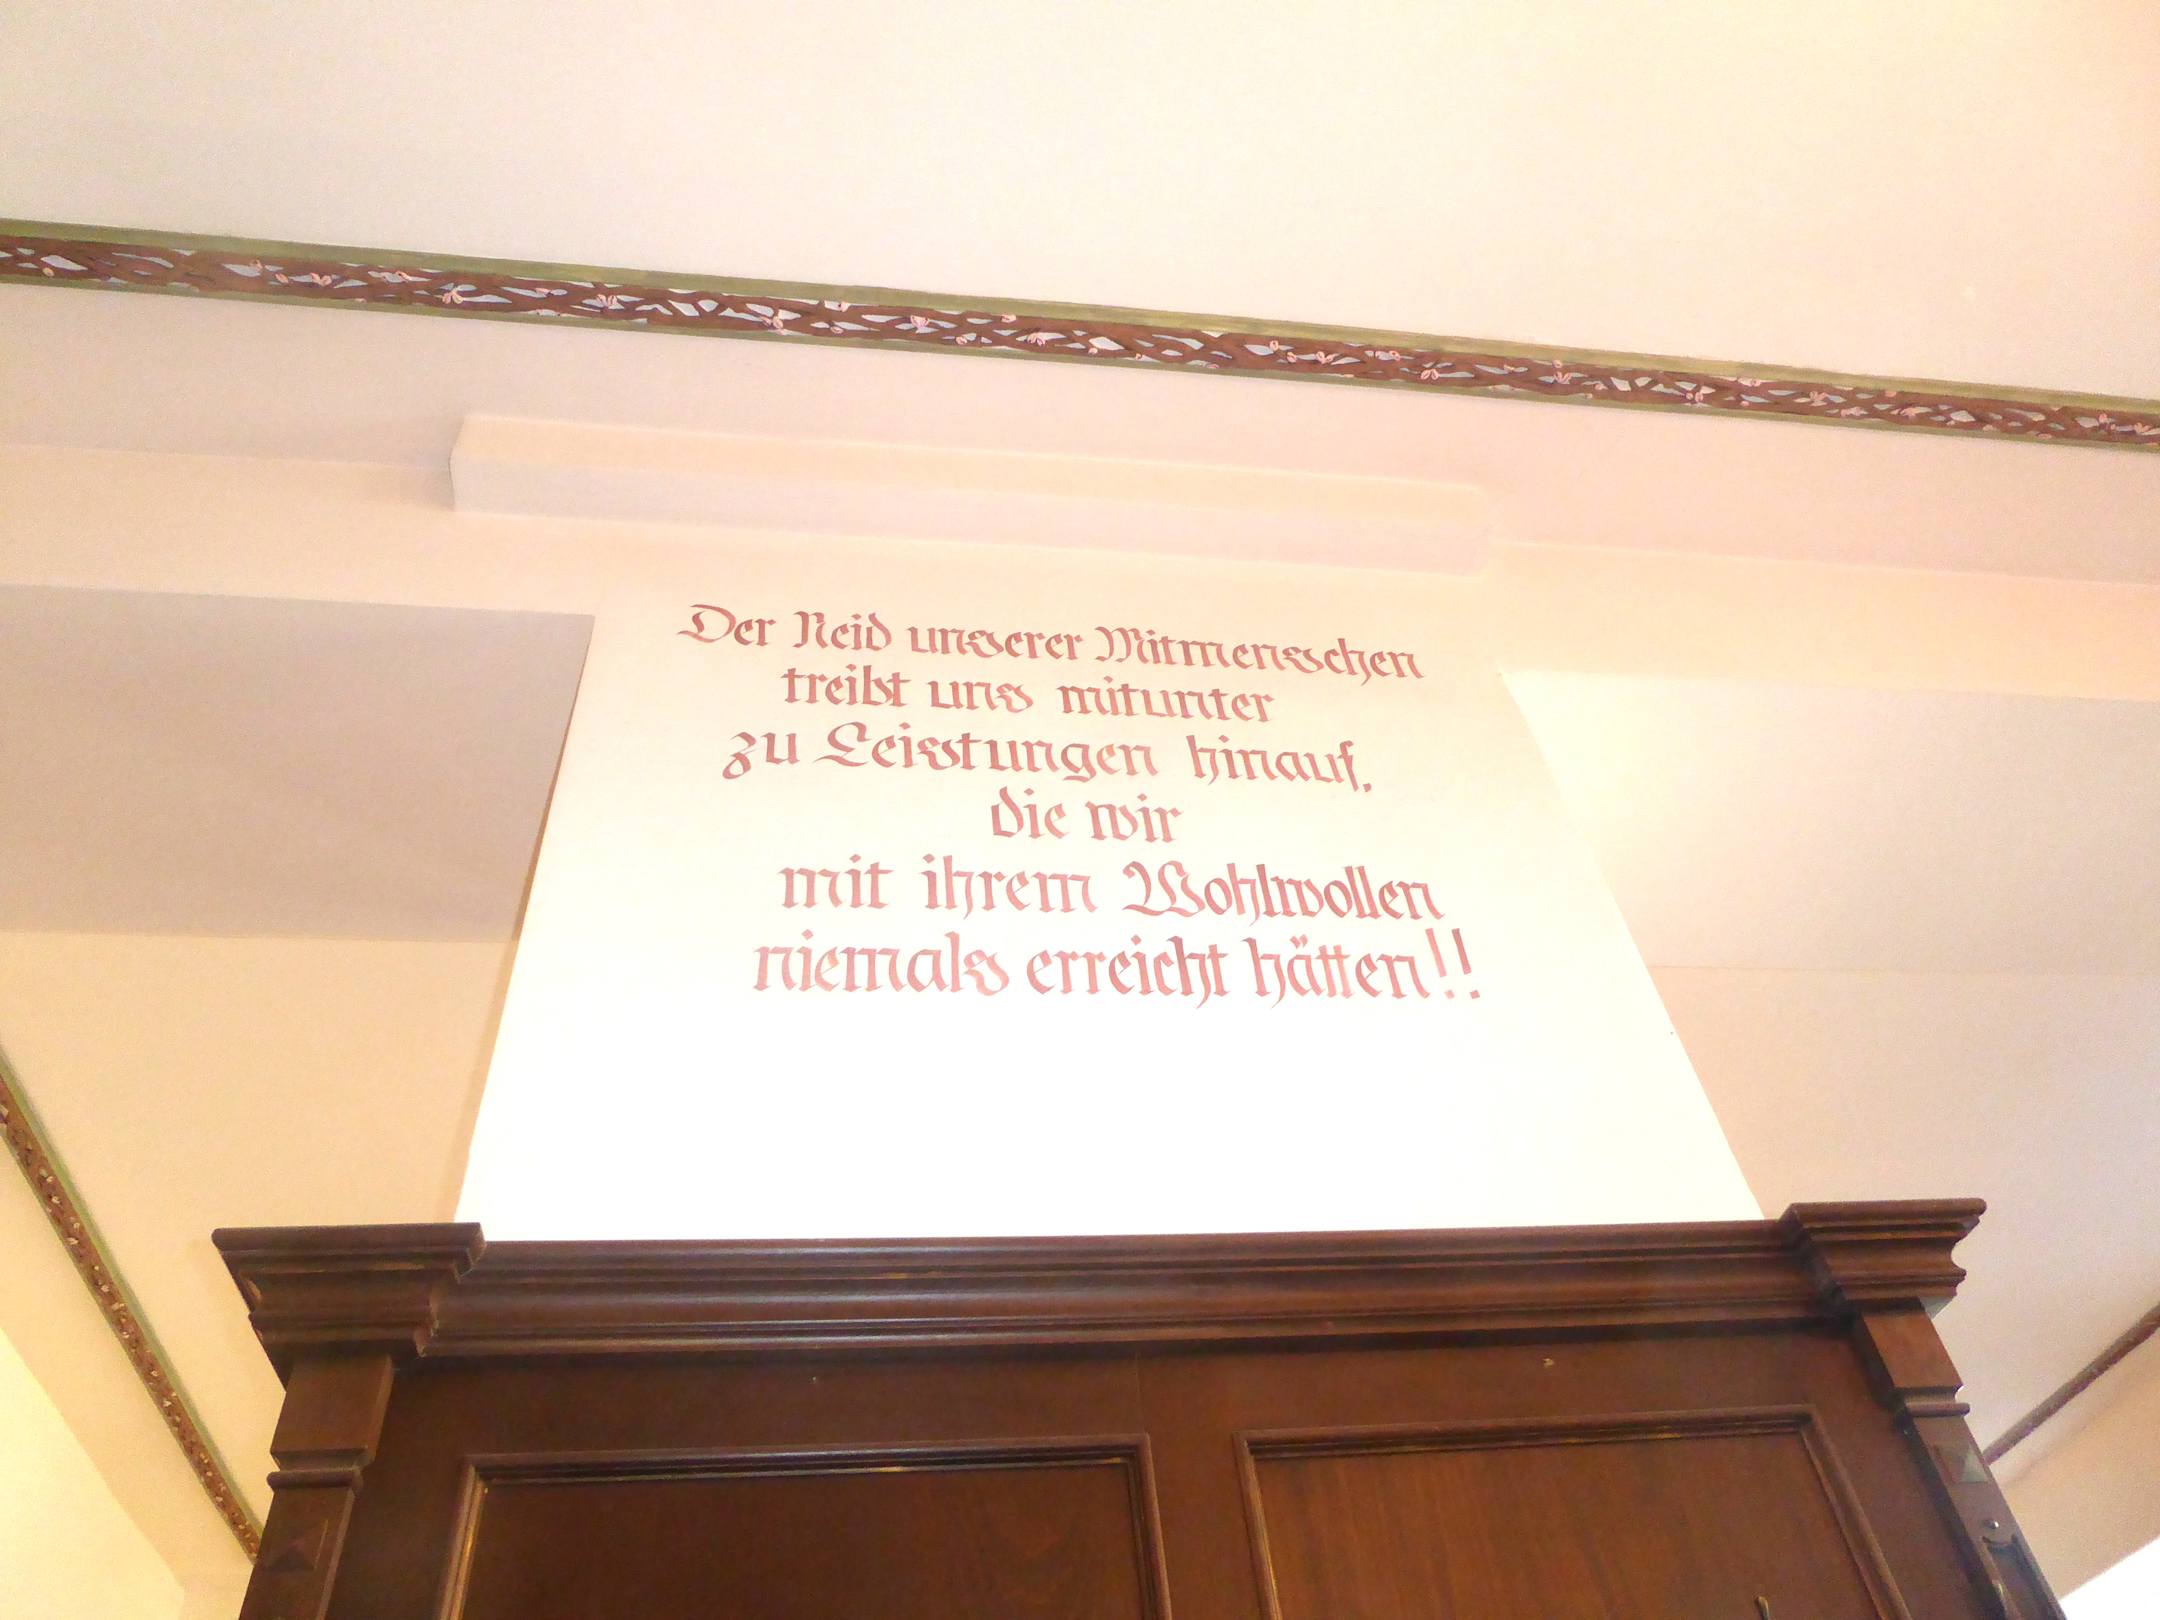 Der Neid unserer Mitmenschen
treibt uns mitunter
zu Leistungen hinauf,
die wir
mit ihrem Wohlwollen
niemals erreicht hätten!!